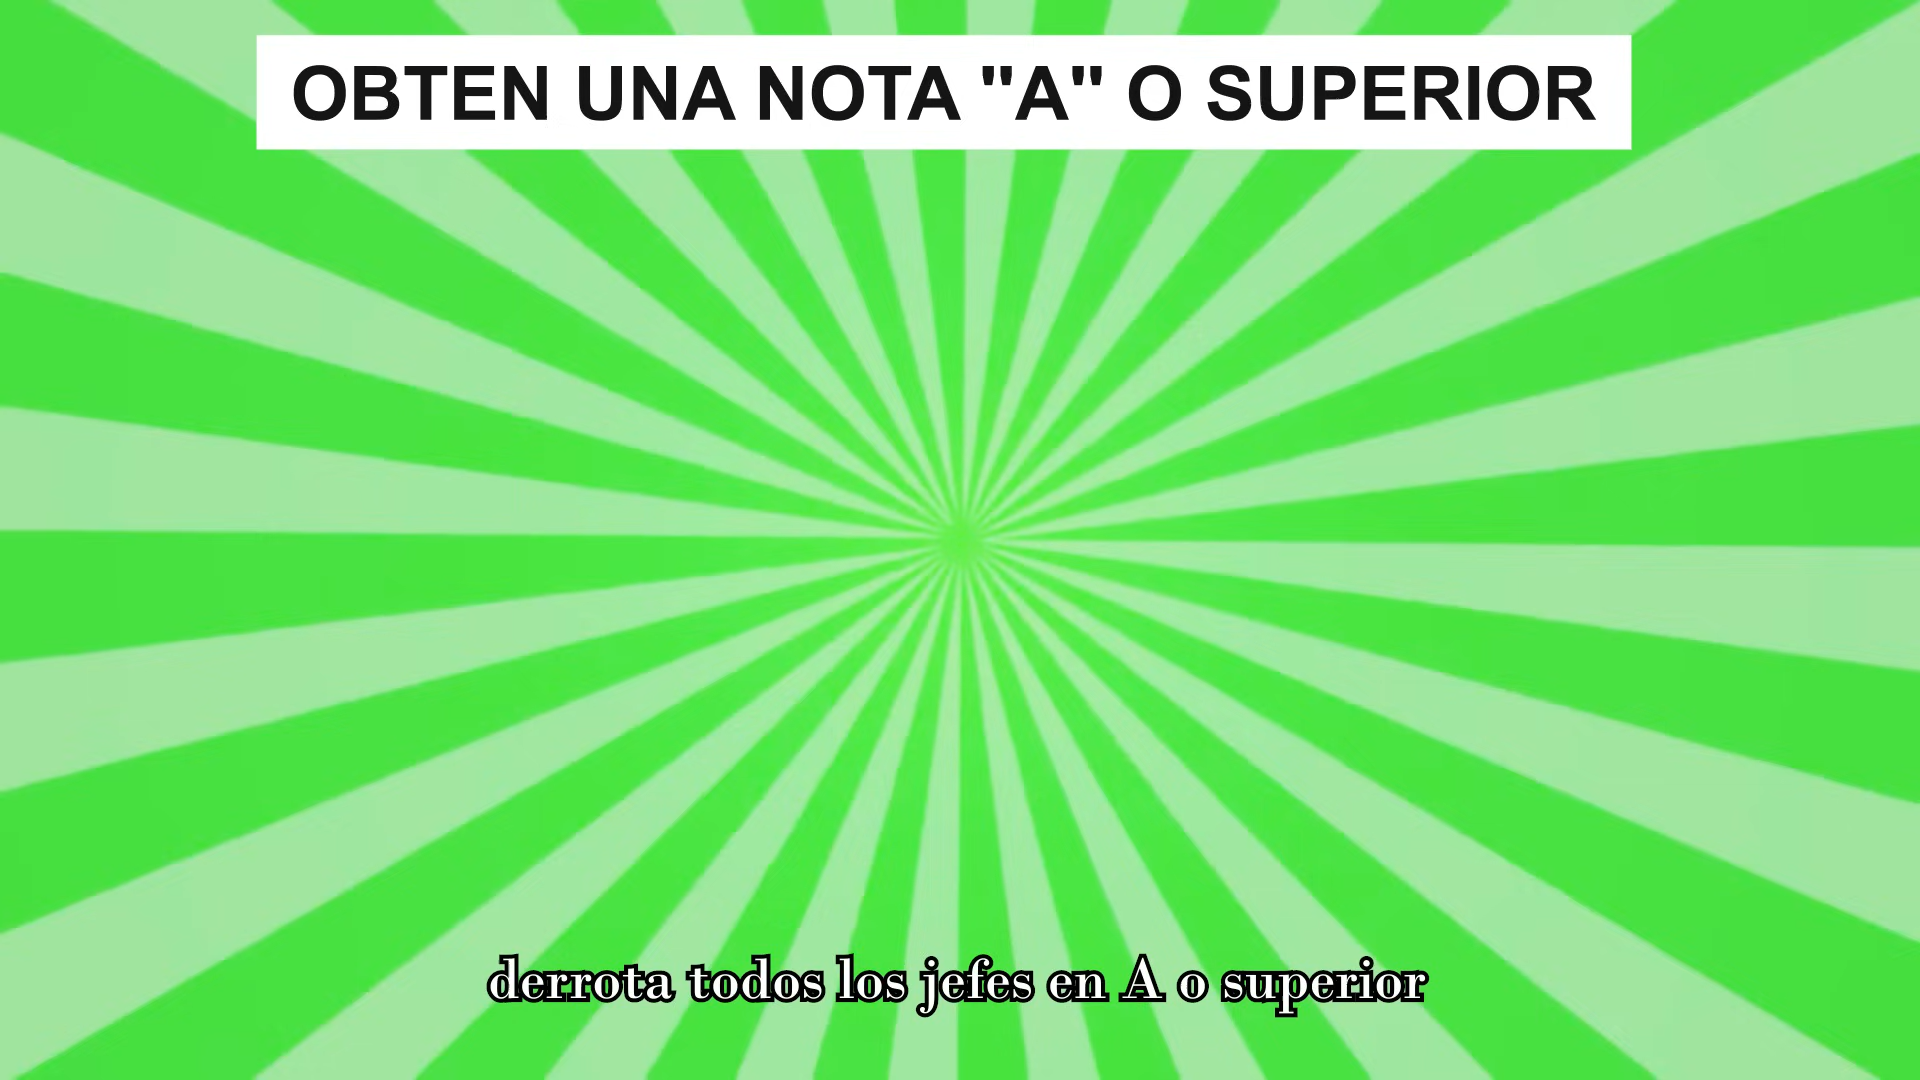 OBTEN UNA NOTA "A" O SUPERIOR
derrota todos los jefes en A o superior